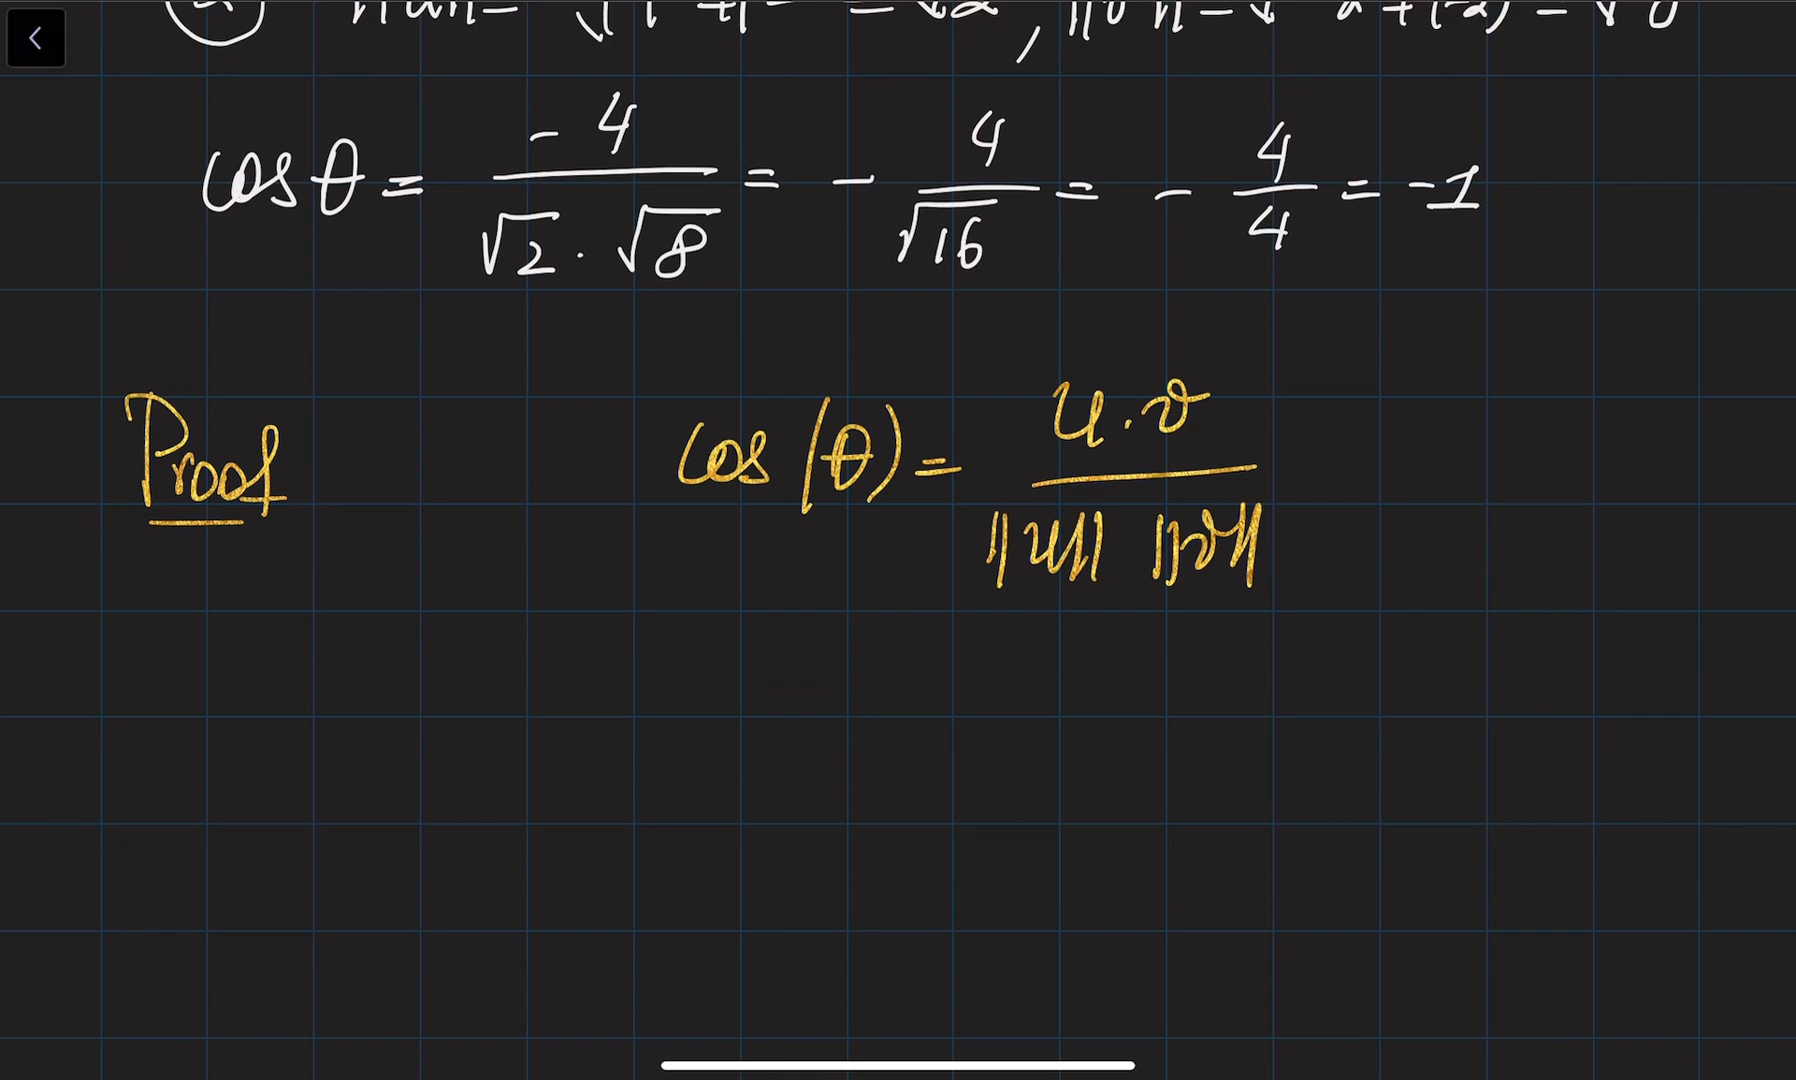 cos θ = -4 / √2 · √8 = - 4 / √16 = - 4 / 4 = -1
Proof cos (θ) = u . v / ||u|| ||v||